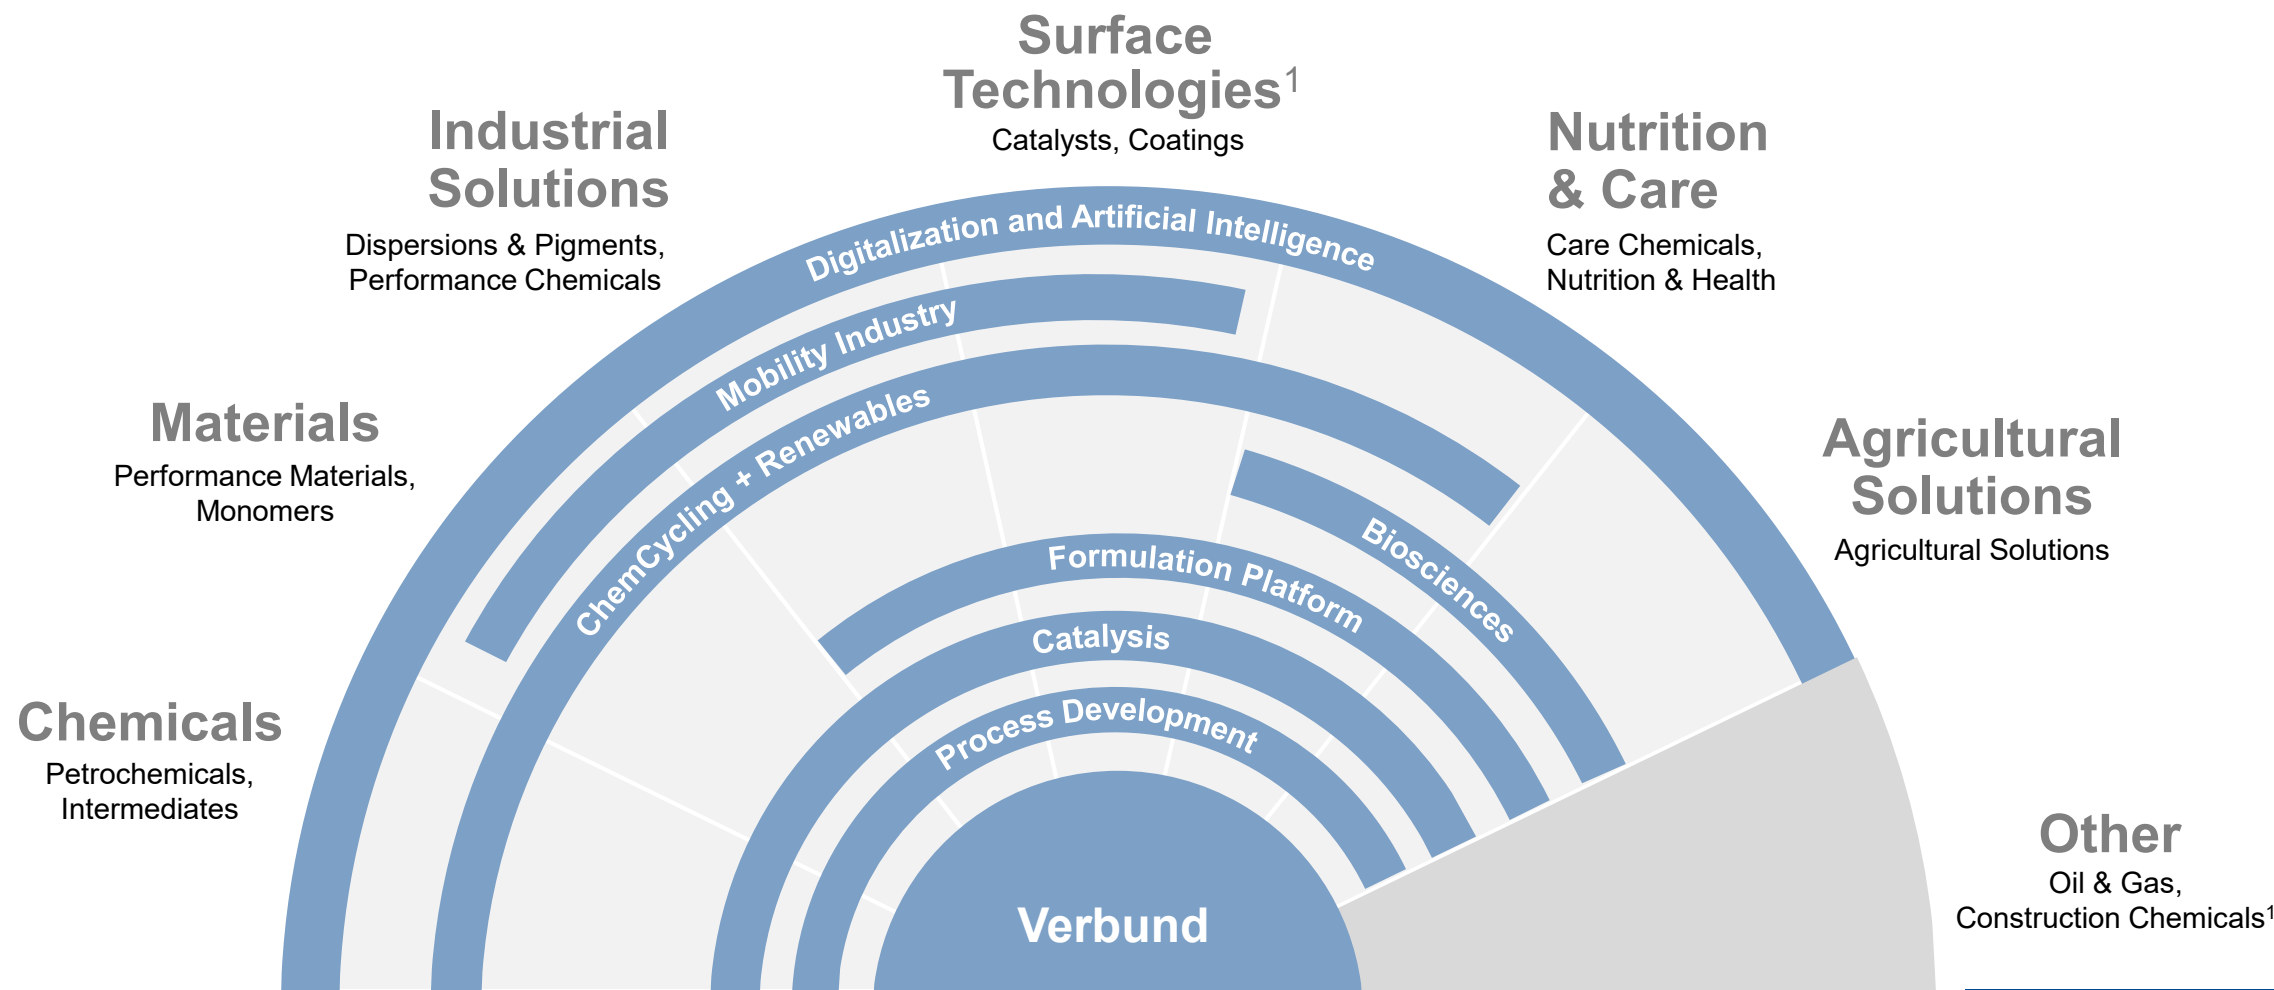 Surface
Technologies¹
Catalysts, Coatings
Industrial
Solutions
Dispersions & Pigments,
Performance Chemicals
Nutrition
& Care
Care Chemicals,
Nutrition & Health
Materials
Performance Materials,
Monomers
Agricultural
Solutions
Agricultural Solutions
Chemicals
Petrochemicals,
Intermediates
Other
Oil & Gas,
Construction Chemicals¹
Digitalization and Artificial Intelligence
Mobility Industry
ChemCycling + Renewables
Biosciences
Formulation Platform
Catalysis
Process Development
Verbund